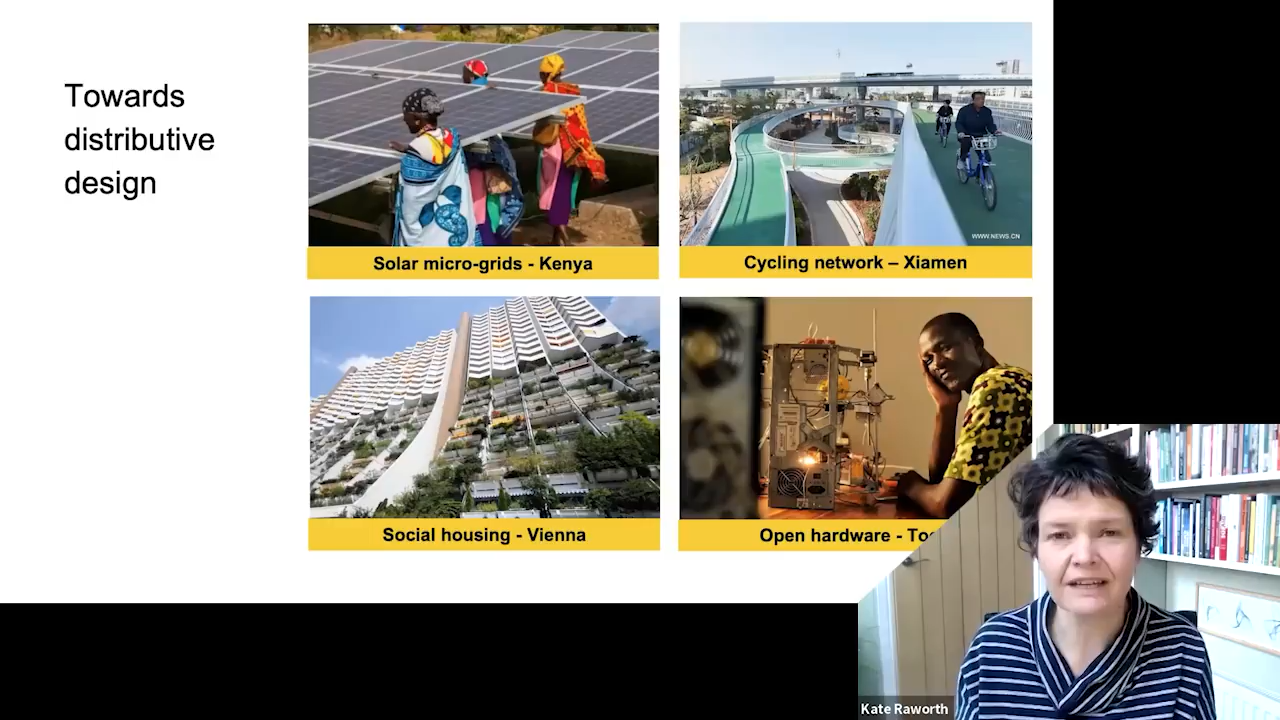 Towards
distributive
design
WWW.NEWS.CN
Solar micro-grids - Kenya
Cycling network – Xiamen
Social housing - Vienna
Open hardware -
Kate Raworth